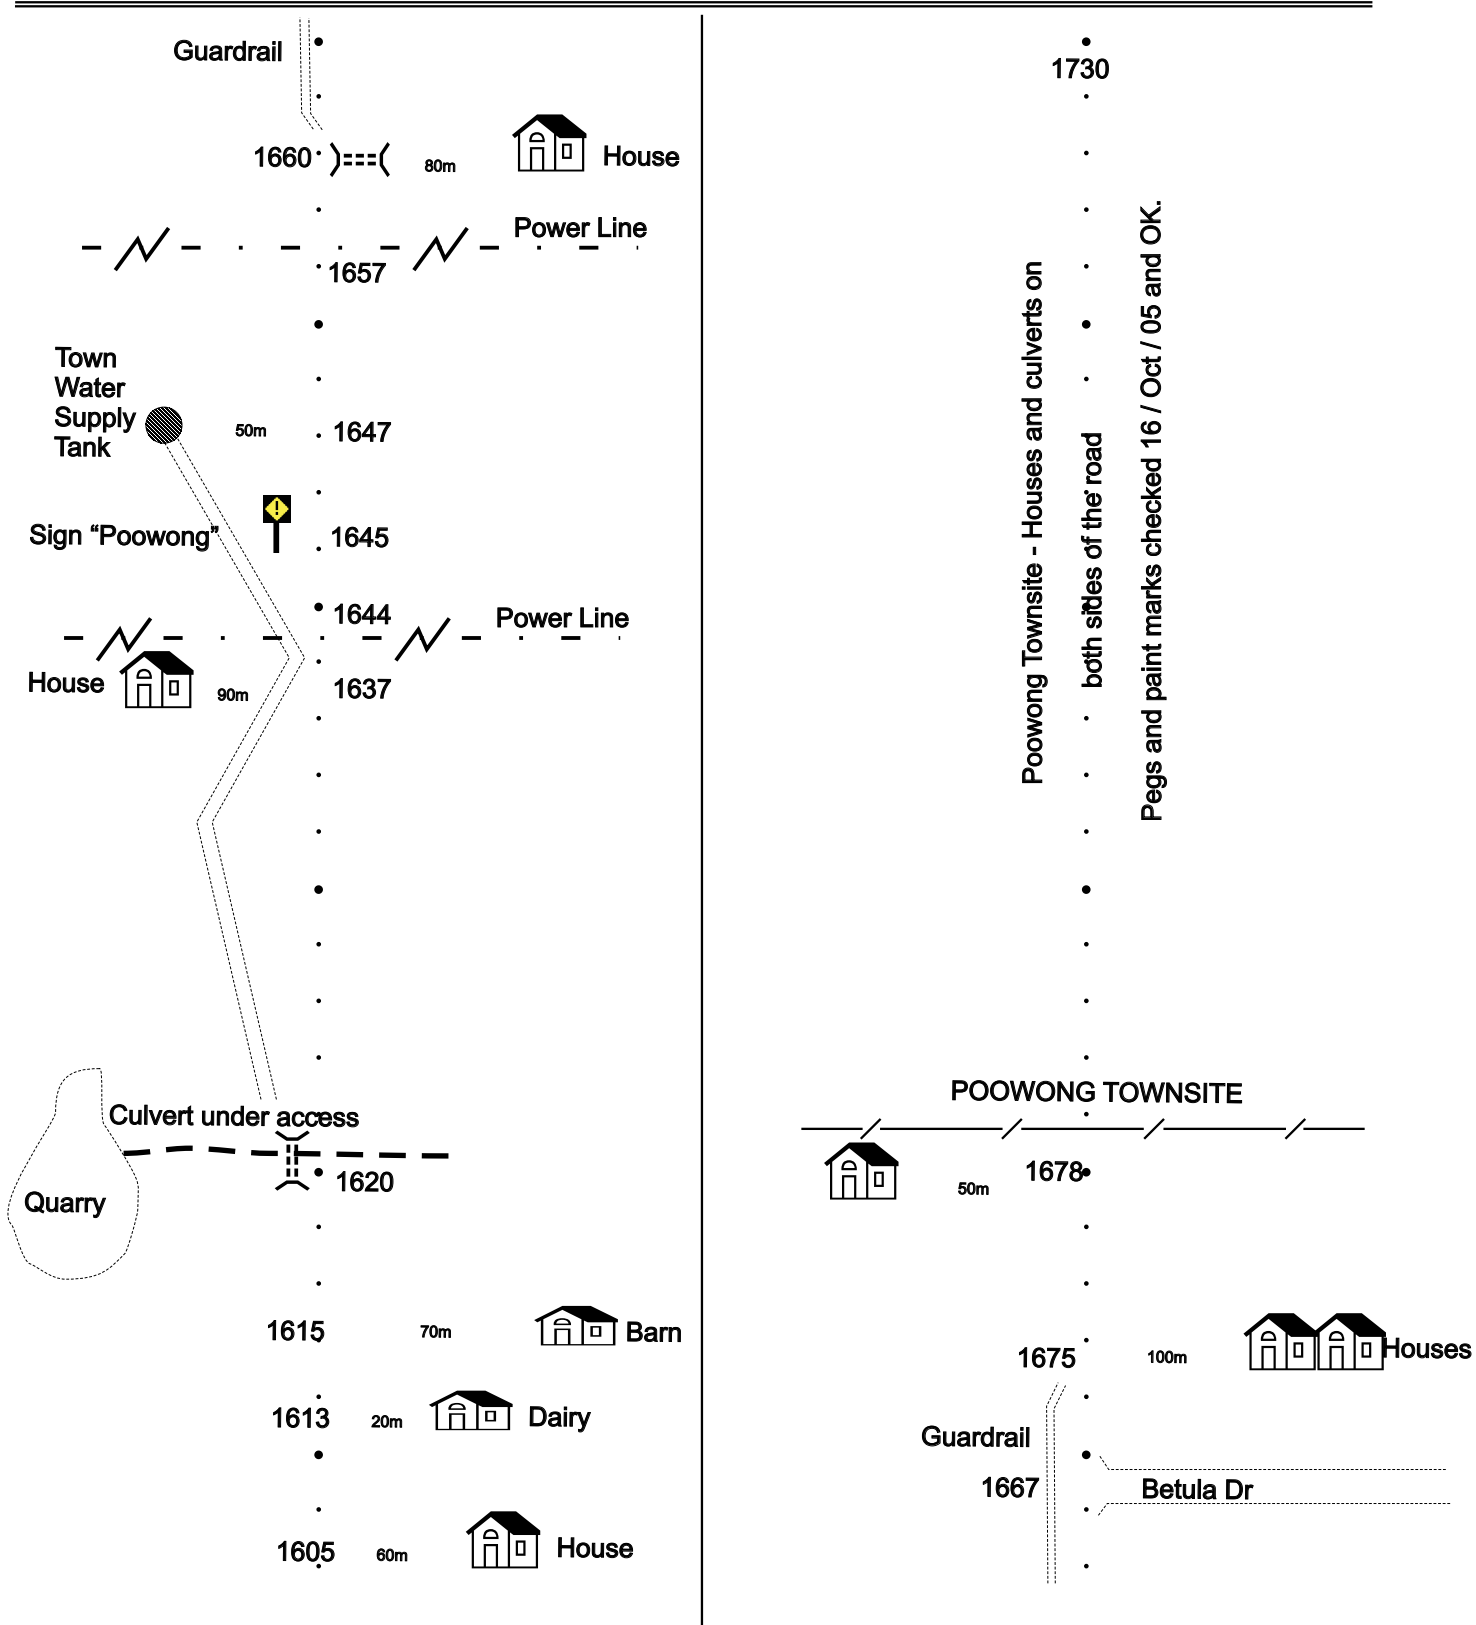 Guardrail
1660
80m
House
Power Line
1657
Town
Water
Supply
Tank
50m
1647
Sign “Poowong”
!
1645
1644
Power Line
House
90m
1637
Culvert under access
1620
Quarry
1615
70m
Barn
1613
20m
Dairy
1605
60m
House
1730
Poowong Townsite - Houses and culverts on
both sides of the road
Pegs and paint marks checked 16 / Oct / 05 and OK.
POOWONG TOWNSITE
1678
50m
1675
100m
Houses
Guardrail
1667
Betula Dr